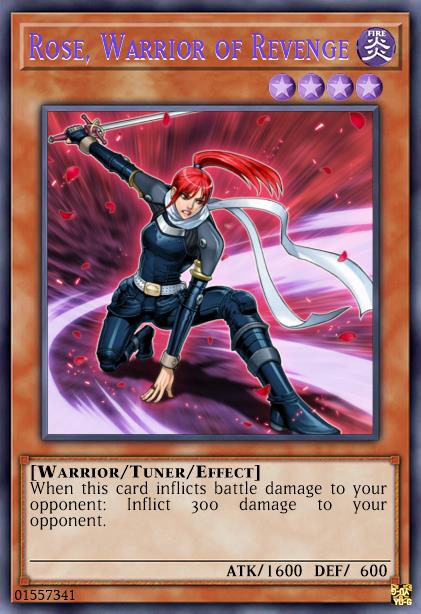 Rose, Warrior of Revenge
FIRE
炎
[Warrior/Tuner/Effect]
When this card inflicts battle damage to your
opponent: Inflict 300 damage to your
opponent.
ATK/1600 DEF/ 600
01557341